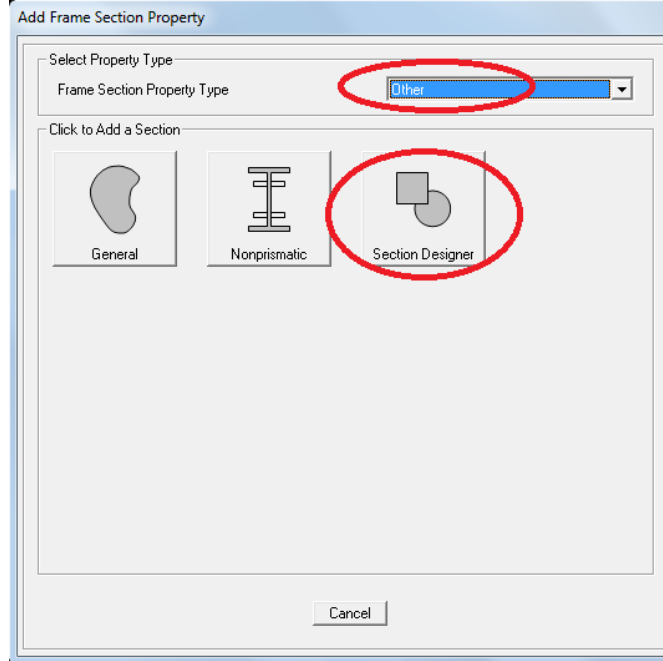 Add Frame Section Property
Select Property Type
Frame Section Property Type
Other
Click to Add a Section
General
Nonprismatic
Section Designer
Cancel